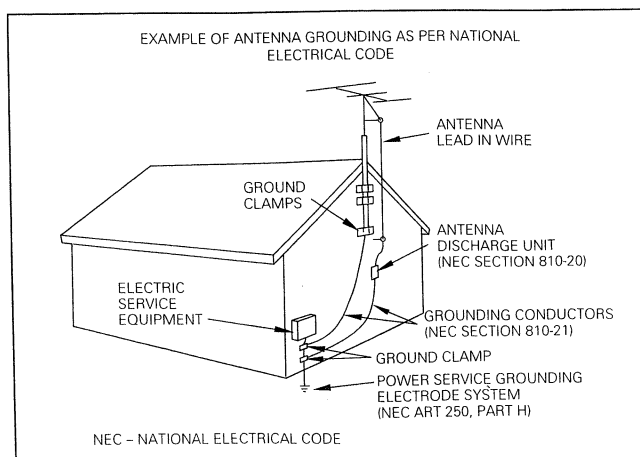 EXAMPLE OF ANTENNA GROUNDING AS PER NATIONAL
ELECTRICAL CODE
ANTENNA
LEAD IN WIRE
GROUND
CLAMPS
ANTENNA
DISCHARGE UNIT
(NEC SECTION 810-20)
ELECTRIC
SERVICE
EQUIPMENT
GROUNDING CONDUCTORS
(NEC SECTION 810-21)
GROUND CLAMP
POWER SERVICE GROUNDING
ELECTRODE SYSTEM
(NEC ART 250, PART H)
NEC – NATIONAL ELECTRICAL CODE